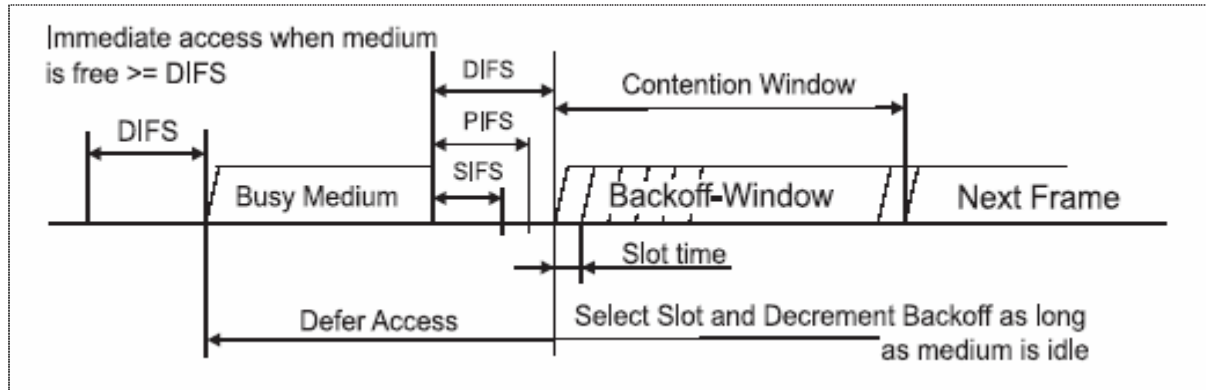 Immediate access when medium
is free >= DIFS
DIFS
DIFS
PIFS
SIFS
Contention Window
Busy Medium
Backoff-Window
Next Frame
Slot time
Defer Access
Select Slot and Decrement Backoff as long
as medium is idle